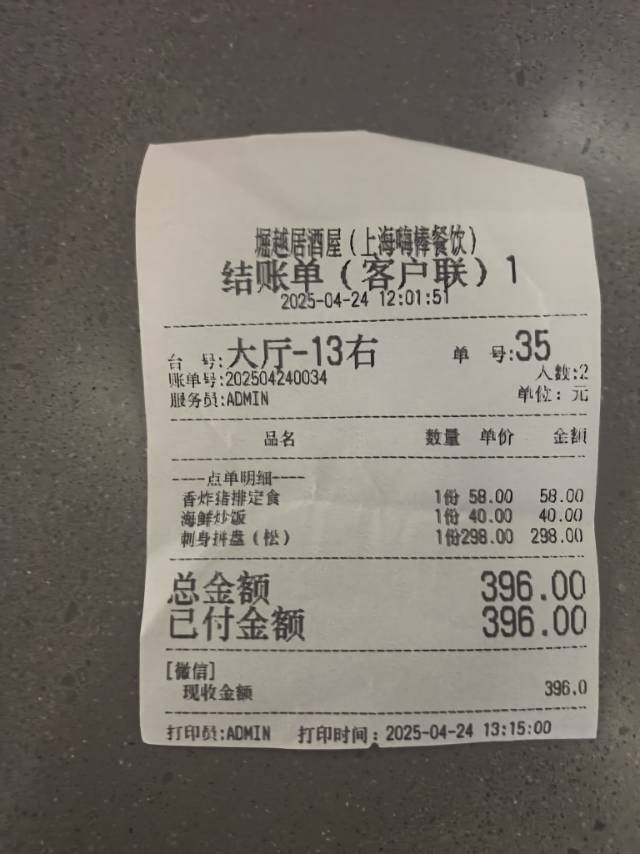 堀越居酒屋(上海嗨棒餐饮)
结账单(客户联)1
2025-04-24 12:01:51
台 号:大厅-13右 单 号:35
账单号:202504240034 人数:2
服务员:ADMIN 单位: 元
品名 数量 单价 金额
----点单明细----
香炸猪排定食 1份 58.00 58.00
海鲜炒饭 1份 40.00 40.00
刺身拼盘(松) 1份298.00 298.00
总金额 396.00
已付金额 396.00
[微信]
现收金额 396.0
打印员:ADMIN 打印时间: 2025-04-24 13:15:00